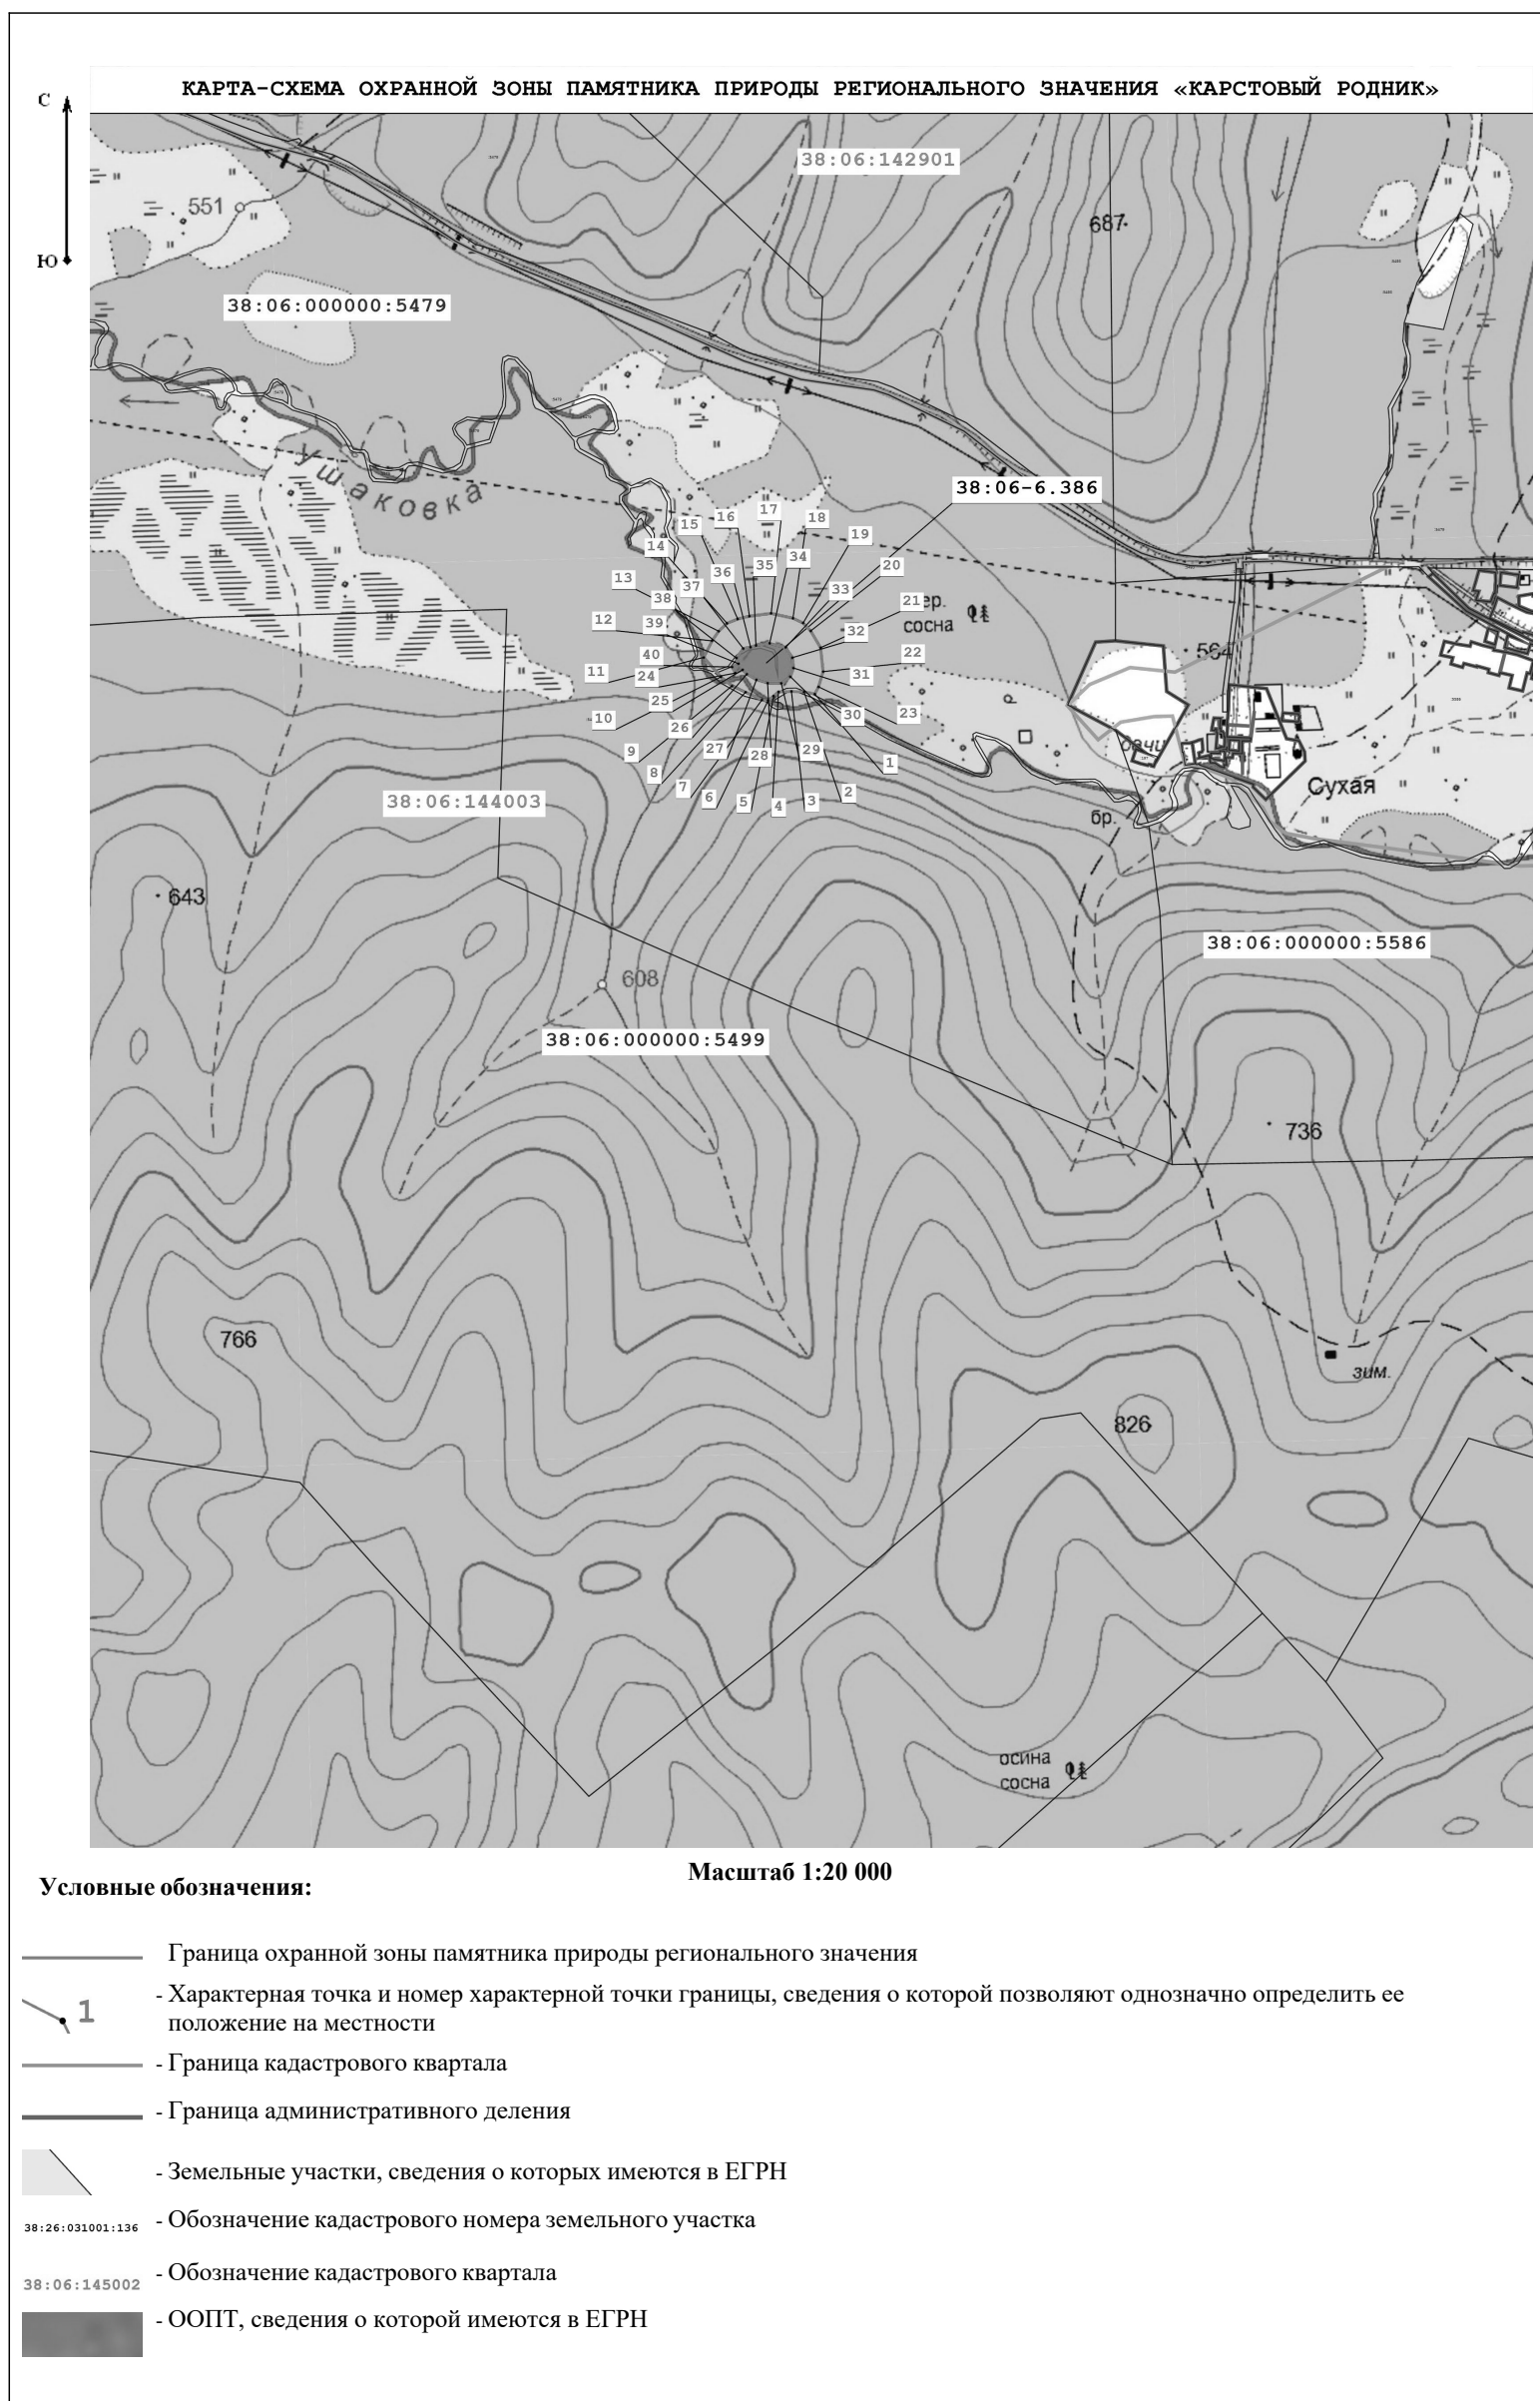 КАРТА-СХЕМА ОХРАННОЙ ЗОНЫ ПАМЯТНИКА ПРИРОДЫ РЕГИОНАЛЬНОГО ЗНАЧЕНИЯ «КАРСТОВЫЙ РОДНИК»
С
Ю
38:06:142901
551
687
38:06:000000:5479
Ушаковка
38:06-6.386
17
18
16
15
19
14
34
35
20
36
13
37
33
38
21
ер.
сосна
12
39
32
564
40
22
11
24
31
10
25
23
30
26
дачи
9
27
28
29
1
8
7
2
Сухая
6
5
4
3
38:06:144003
бр.
643
38:06:000000:5586
608
38:06:000000:5499
736
766
зим.
826
осина
сосна
Масштаб 1:20 000
Условные обозначения:
Граница охранной зоны памятника природы регионального значения
1
- Характерная точка и номер характерной точки границы, сведения о которой позволяют однозначно определить ее
положение на местности
- Граница кадастрового квартала
- Граница административного деления
- Земельные участки, сведения о которых имеются в ЕГРН
38:26:031001:136 - Обозначение кадастрового номера земельного участка
38:06:145002 - Обозначение кадастрового квартала
- ООПТ, сведения о которой имеются в ЕГРН